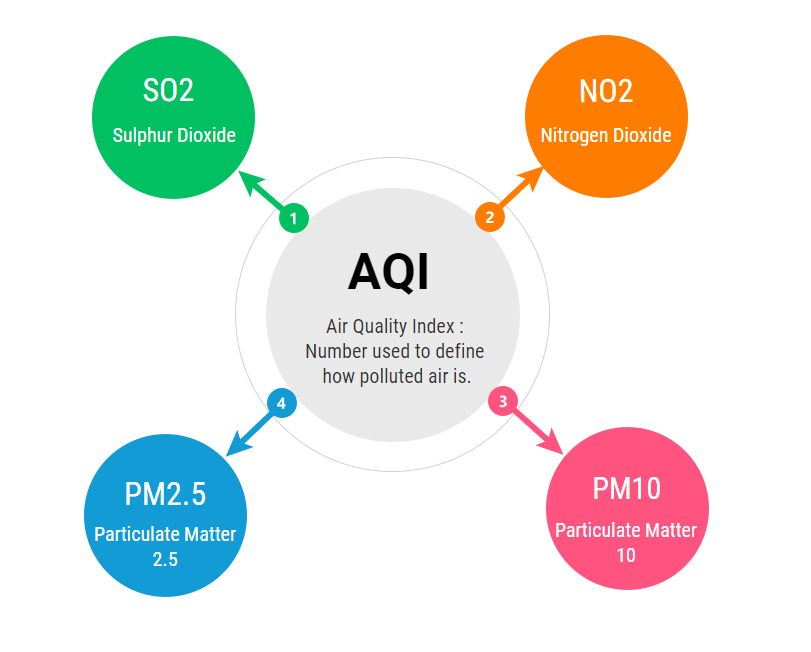 SO2
Sulphur Dioxide
NO2
Nitrogen Dioxide
1
2
AQI
Air Quality Index :
Number used to define
how polluted air is.
4
3
PM2.5
Particulate Matter
2.5
PM10
Particulate Matter
10